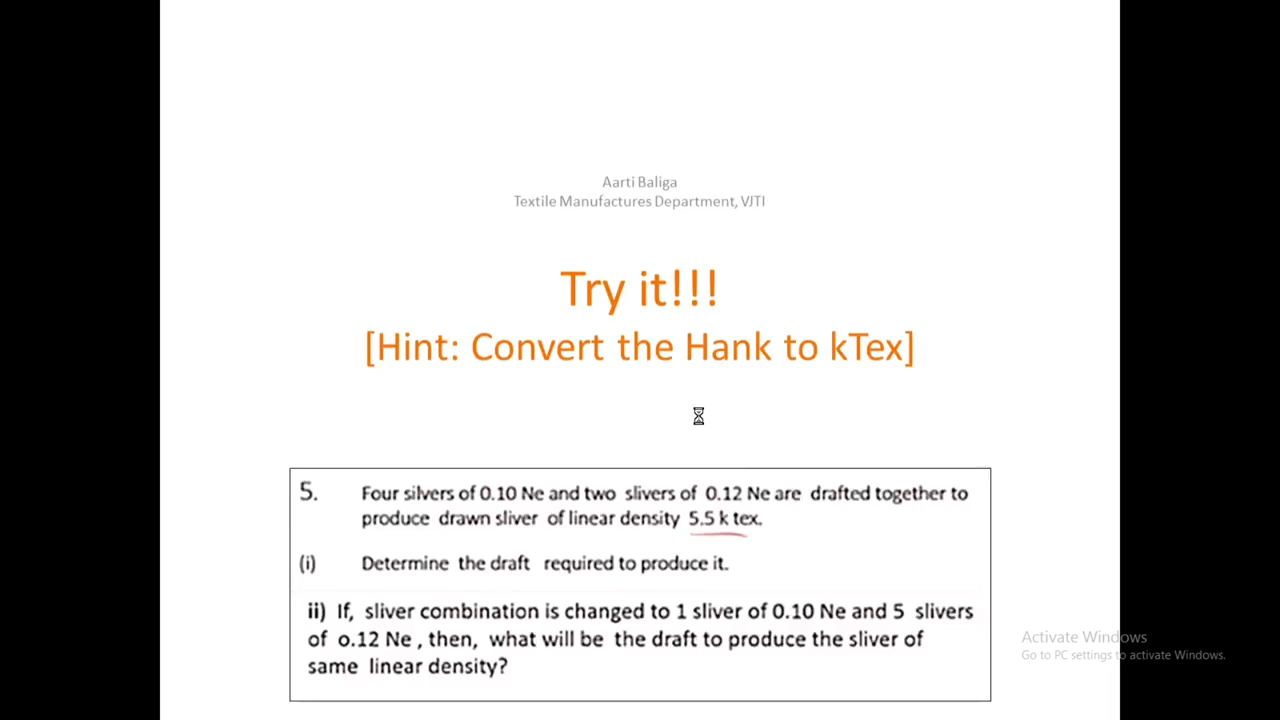 Aarti Baliga
Textile Manufactures Department, VJTI
Try it!!!
[Hint: Convert the Hank to kTex]
5. Four silvers of 0.10 Ne and two slivers of 0.12 Ne are drafted together to
produce drawn sliver of linear density 5.5 k tex.
(i) Determine the draft required to produce it.
ii) If, sliver combination is changed to 1 sliver of 0.10 Ne and 5 slivers
of o.12 Ne , then, what will be the draft to produce the sliver of
same linear density?
Activate Windows
Go to PC settings to activate Windows.